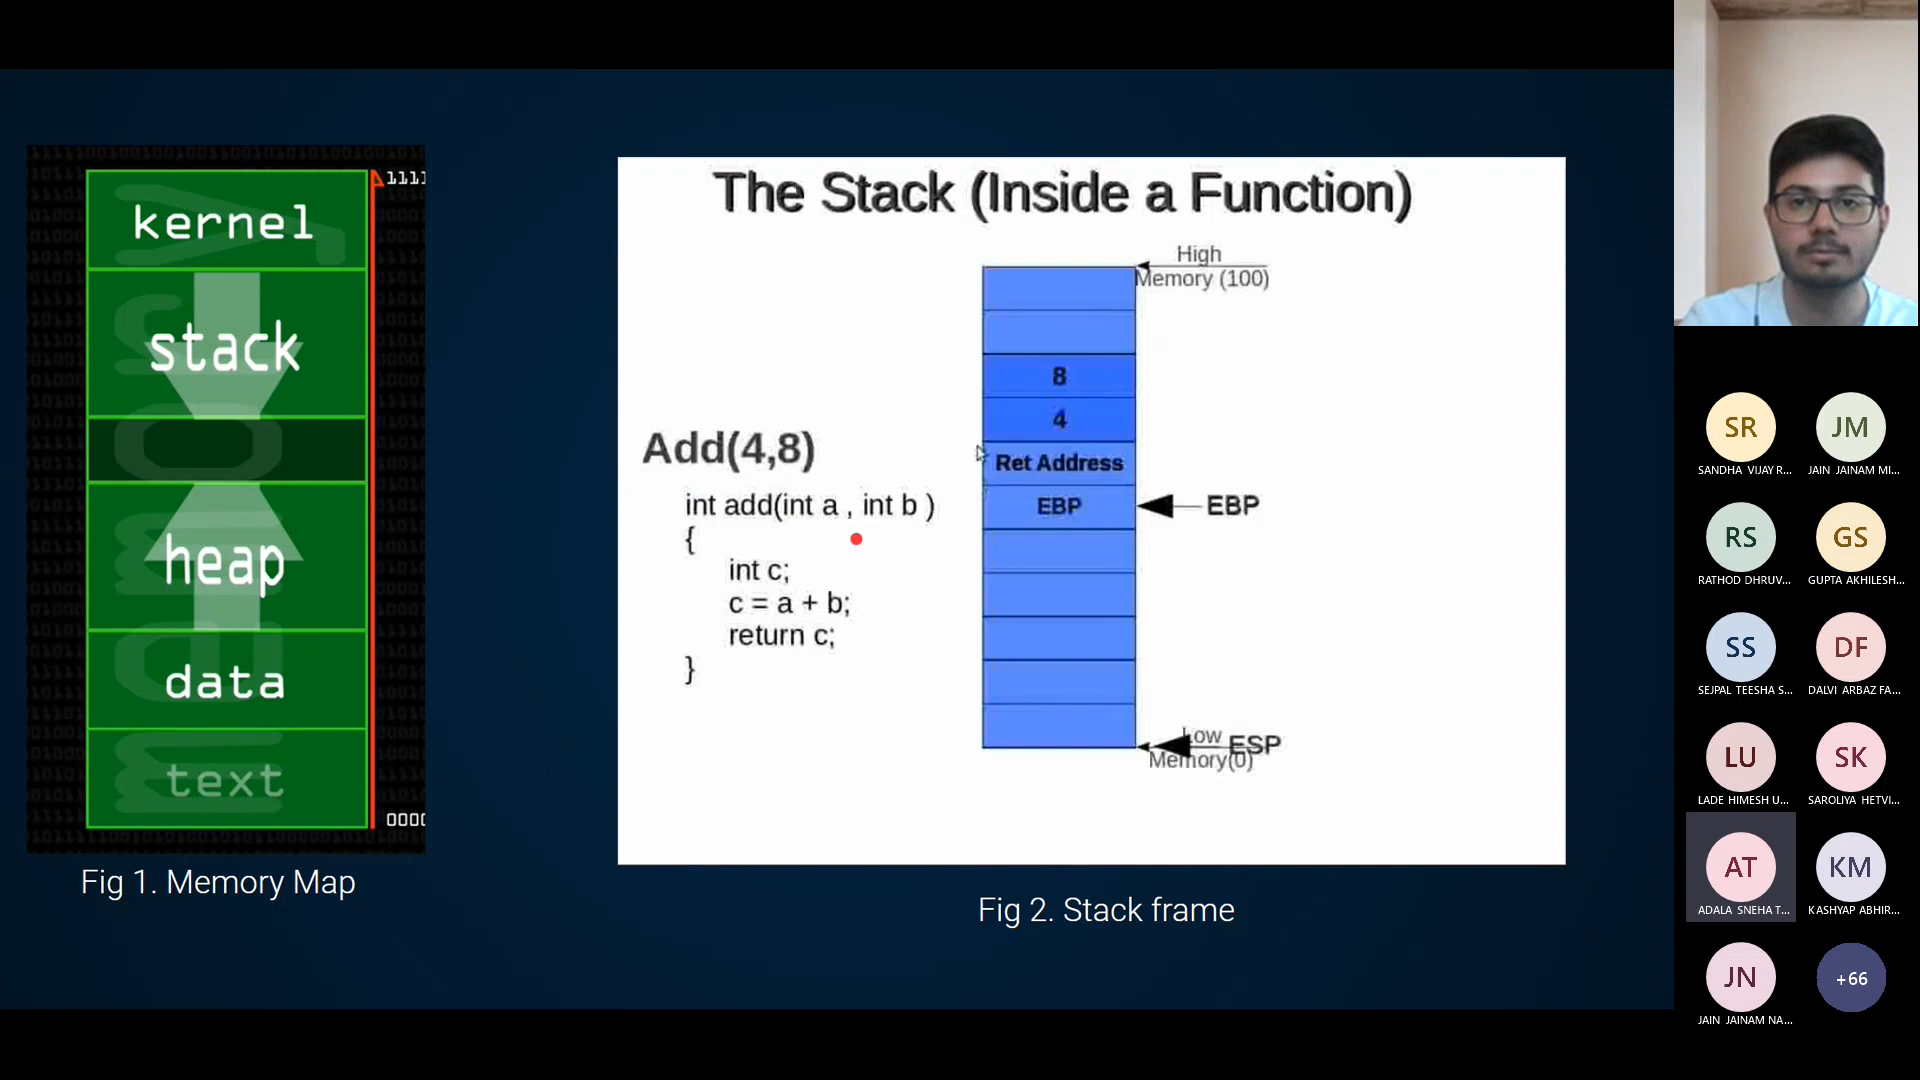 kernel
stack
heap
data
text
1111
0000
Fig 1. Memory Map
The Stack (Inside a Function)
High
Memory (100)
8
4
Ret Address
EBP
EBP
Add(4,8)
int add(int a , int b )
{
int c;
c = a + b;
return c;
}
Low
Memory(0)
ESP
Fig 2. Stack frame
SR
JM
SANDHA VIJAY R...
JAIN JAINAM MI...
RS
GS
RATHOD DHRUV...
GUPTA AKHILESH...
SS
DF
SEJPAL TEESHA S...
DALVI ARBAZ FA...
LU
SK
LADE HIMESH U...
SAROLIYA HETVI...
AT
KM
ADALA SNEHA T...
KASHYAP ABHIR...
JN
+66
JAIN JAINAM NA...